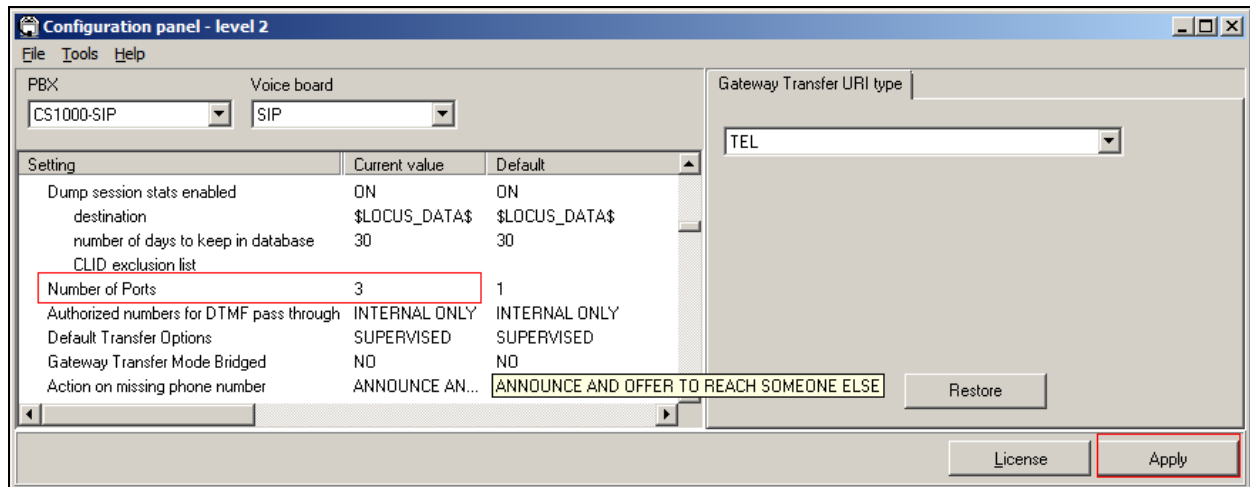 Configuration panel - level 2
File Tools Help
PBX Voice board
CS1000-SIP SIP
Gateway Transfer URI type
TEL
Setting Current value Default
Dump session stats enabled ON ON
destination $LOCUS_DATA$ $LOCUS_DATA$
number of days to keep in database 30 30
CLID exclusion list
Number of Ports 3 1
Authorized numbers for DTMF pass through INTERNAL ONLY INTERNAL ONLY
Default Transfer Options SUPERVISED SUPERVISED
Gateway Transfer Mode Bridged NO NO
Action on missing phone number ANNOUNCE AN... ANNOUNCE AND OFFER TO REACH SOMEONE ELSE
Restore
License Apply